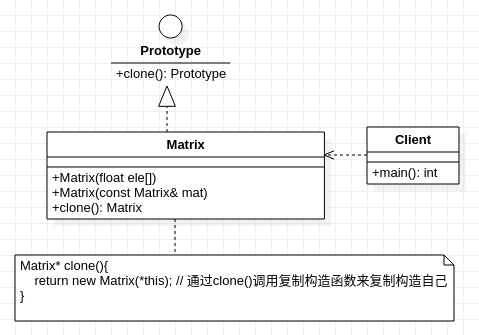 Prototype
+clone(): Prototype
Matrix
+Matrix(float ele[])
+Matrix(const Matrix& mat)
+clone(): Matrix
Client
+main(): int
Matrix* clone(){
return new Matrix(*this); // 通过clone()调用复制构造函数来复制构造自己
}